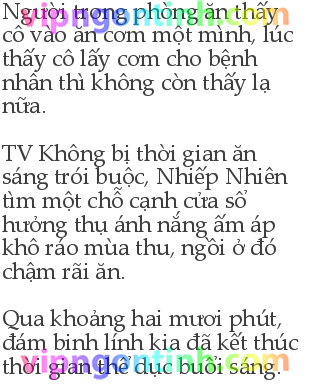 Người trong phòng ăn thấy
cô vào ăn cơm một mình, lúc
thấy cô lấy cơm cho bệnh
nhân thì không còn thấy lạ
nữa.
TV Không bị thời gian ăn
sáng trói buộc, Nhiếp Nhiên
tìm một chỗ cạnh cửa sổ
hưởng thụ ánh nắng ấm áp
khô ráo mùa thu, ngồi ở đó
chậm rãi ăn.
Qua khoảng hai mươi phút,
đám binh lính kia đã kết thúc
thời gian thể dục buổi sáng.
vipngontinh.com
vipngontinh.com